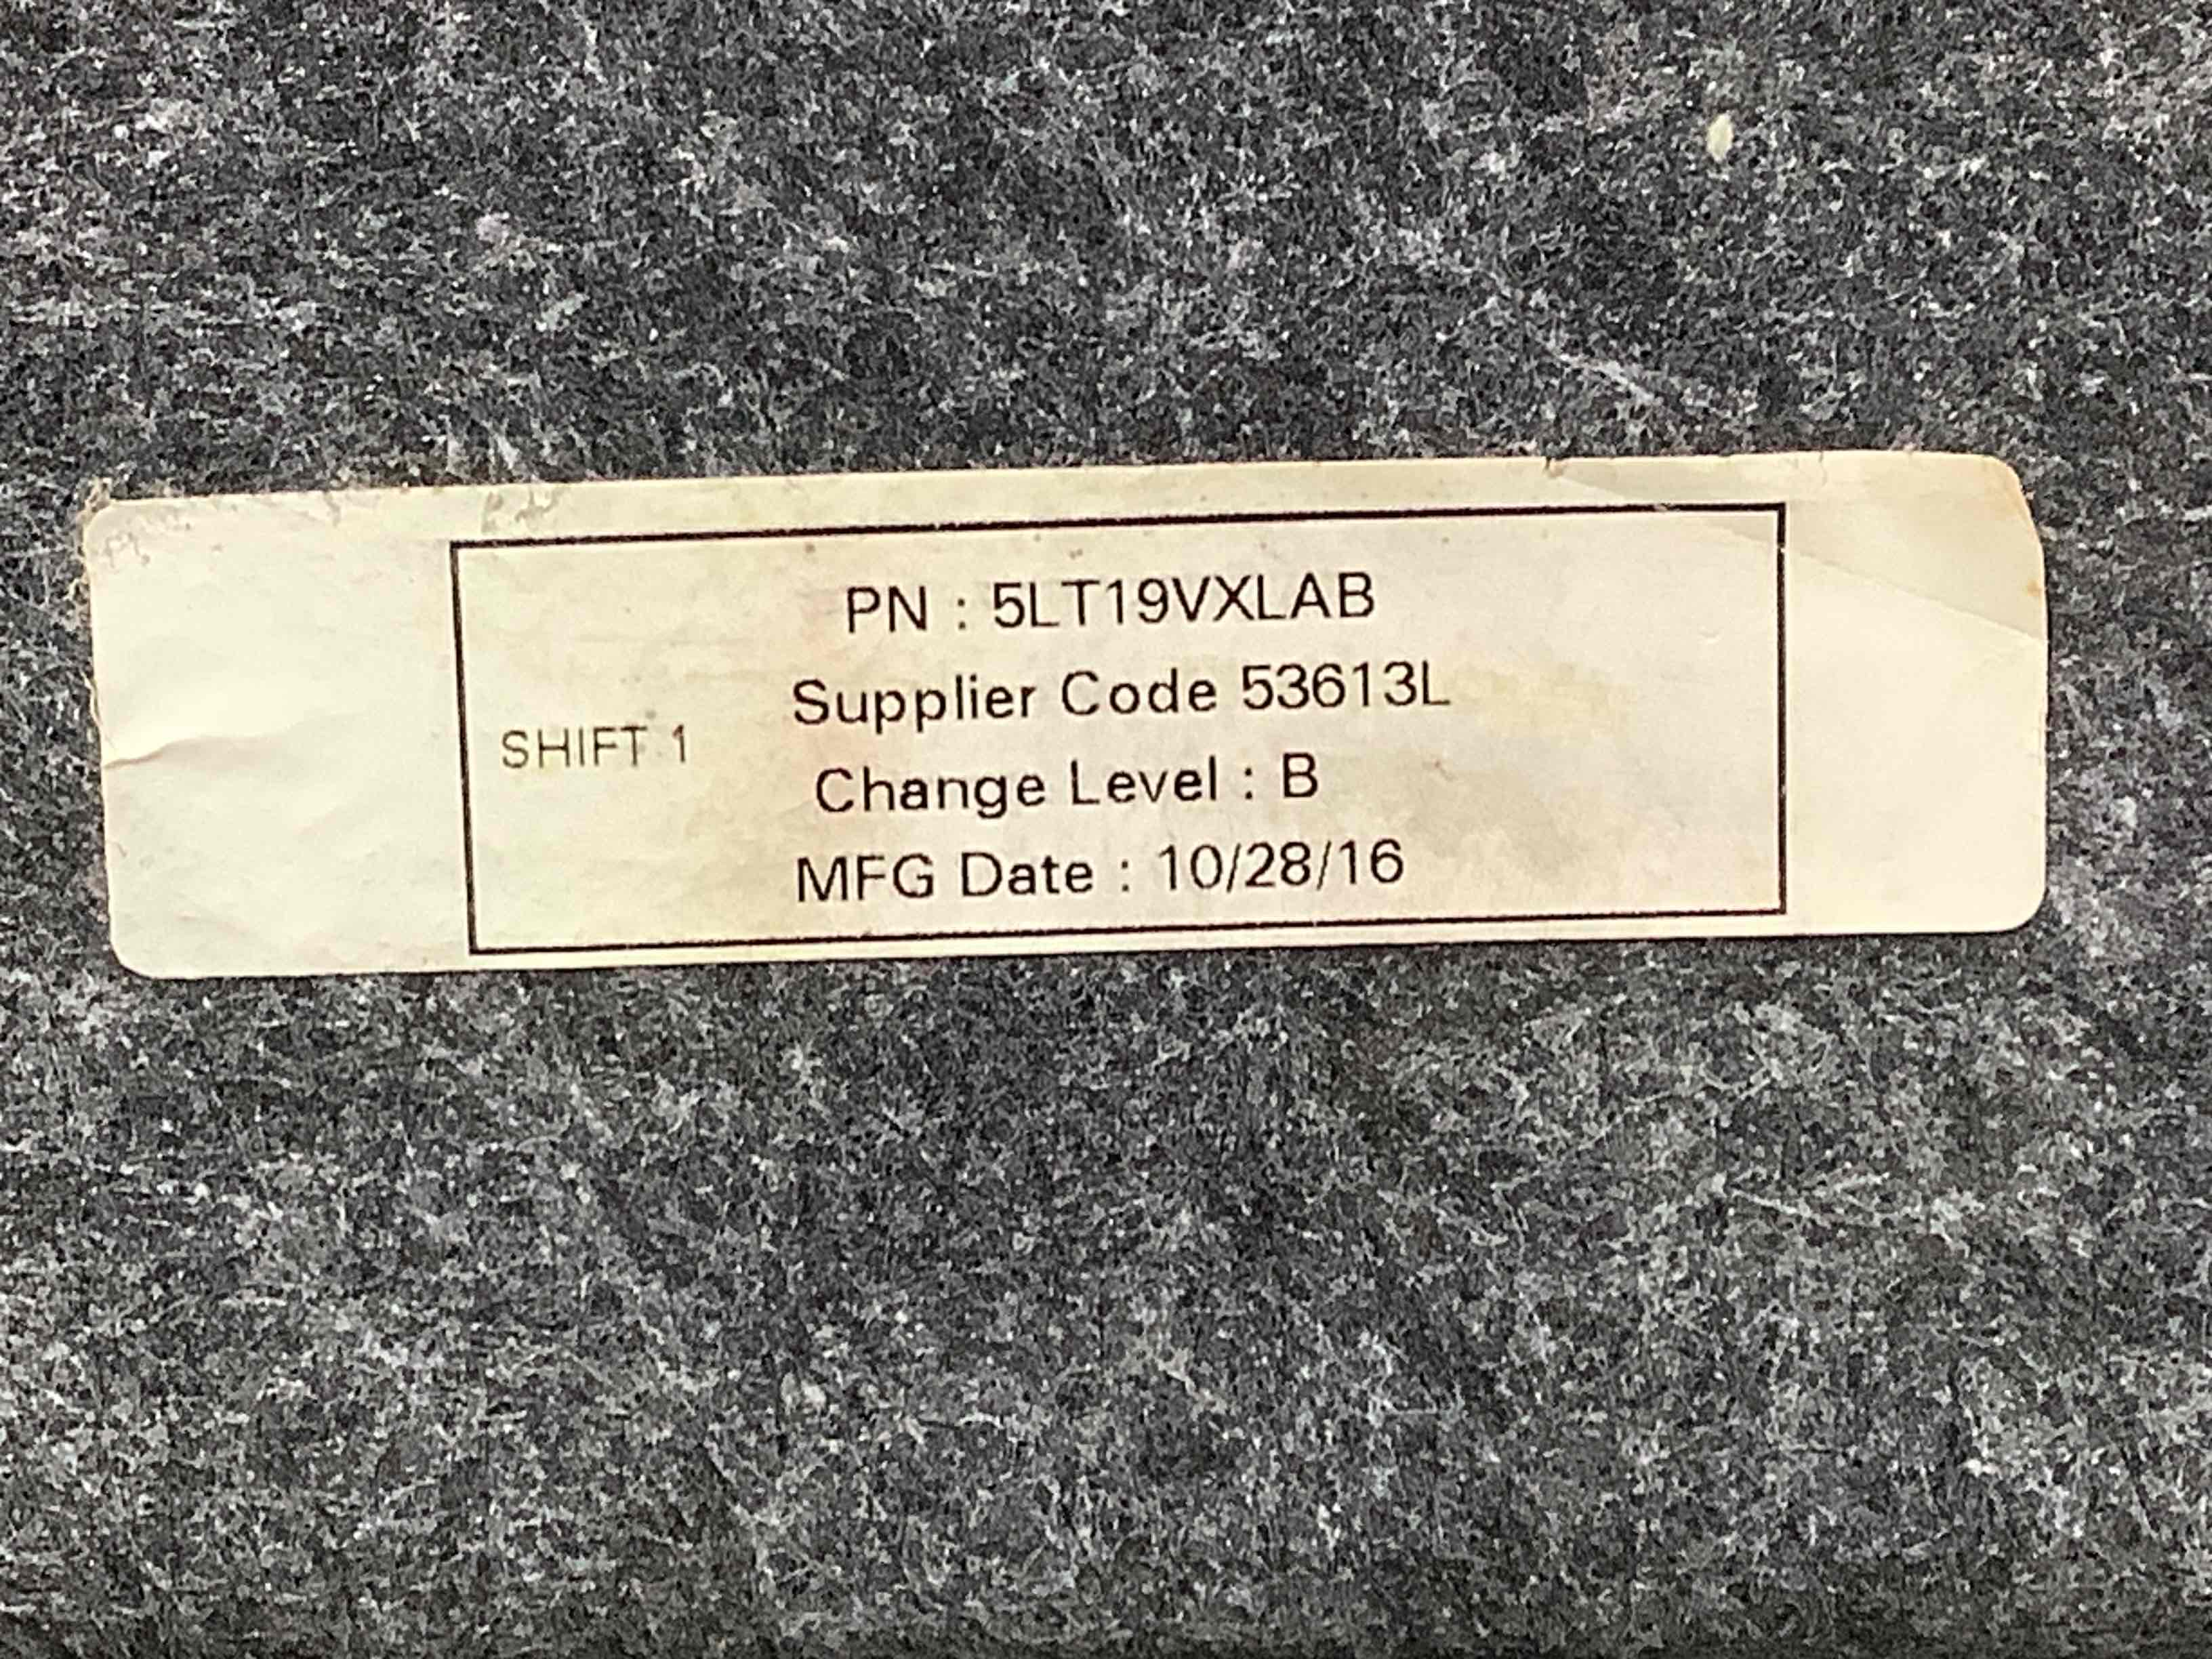 PN : 5LT19VXLAB
Supplier Code 53613L
SHIFT 1
Change Level : B
MFG Date : 10/28/16